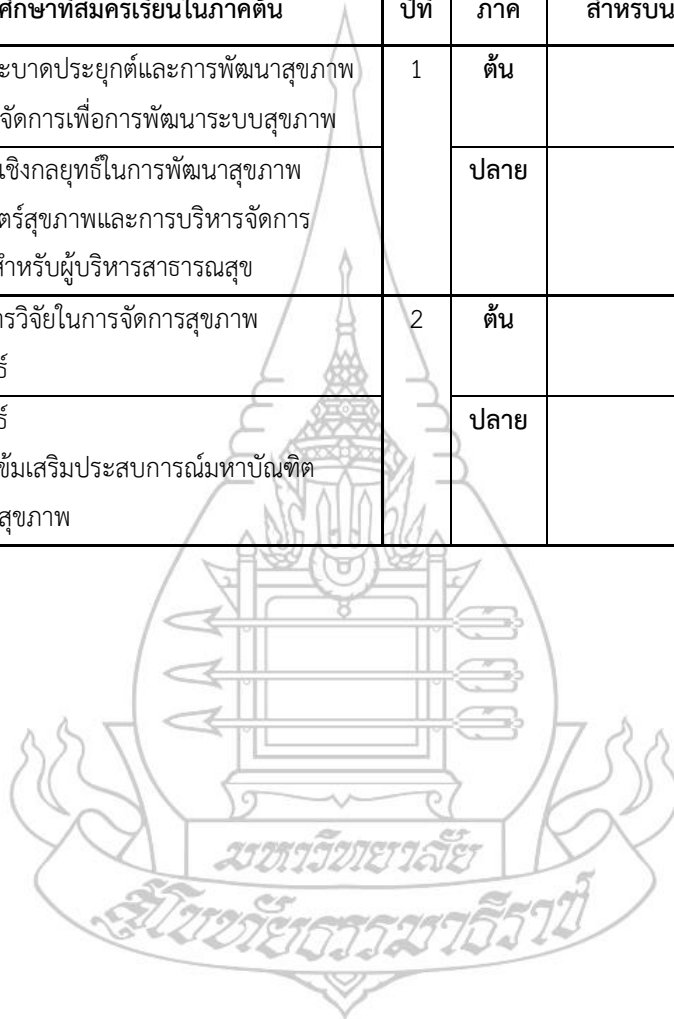 ศึกษาที่สมัครเรียนในภาคต้น ปีที่ ภาค สำหรับน
ะบาดประยุกต์และการพัฒนาสุขภาพ 1 ต้น
จัดการเพื่อการพัฒนาระบบสุขภาพ
เชิงกลยุทธ์ในการพัฒนาสุขภาพ ปลาย
ตร์สุขภาพและการบริหารจัดการ
สำหรับผู้บริหารสาธารณสุข
ารวิจัยในการจัดการสุขภาพ 2 ต้น
ธ์
ธ์ ปลาย
ข้มเสริมประสบการณ์มหาบัณฑิต
สุขภาพ
มหาวิทยาลัย
สุโขทัยธรรมาธิราช